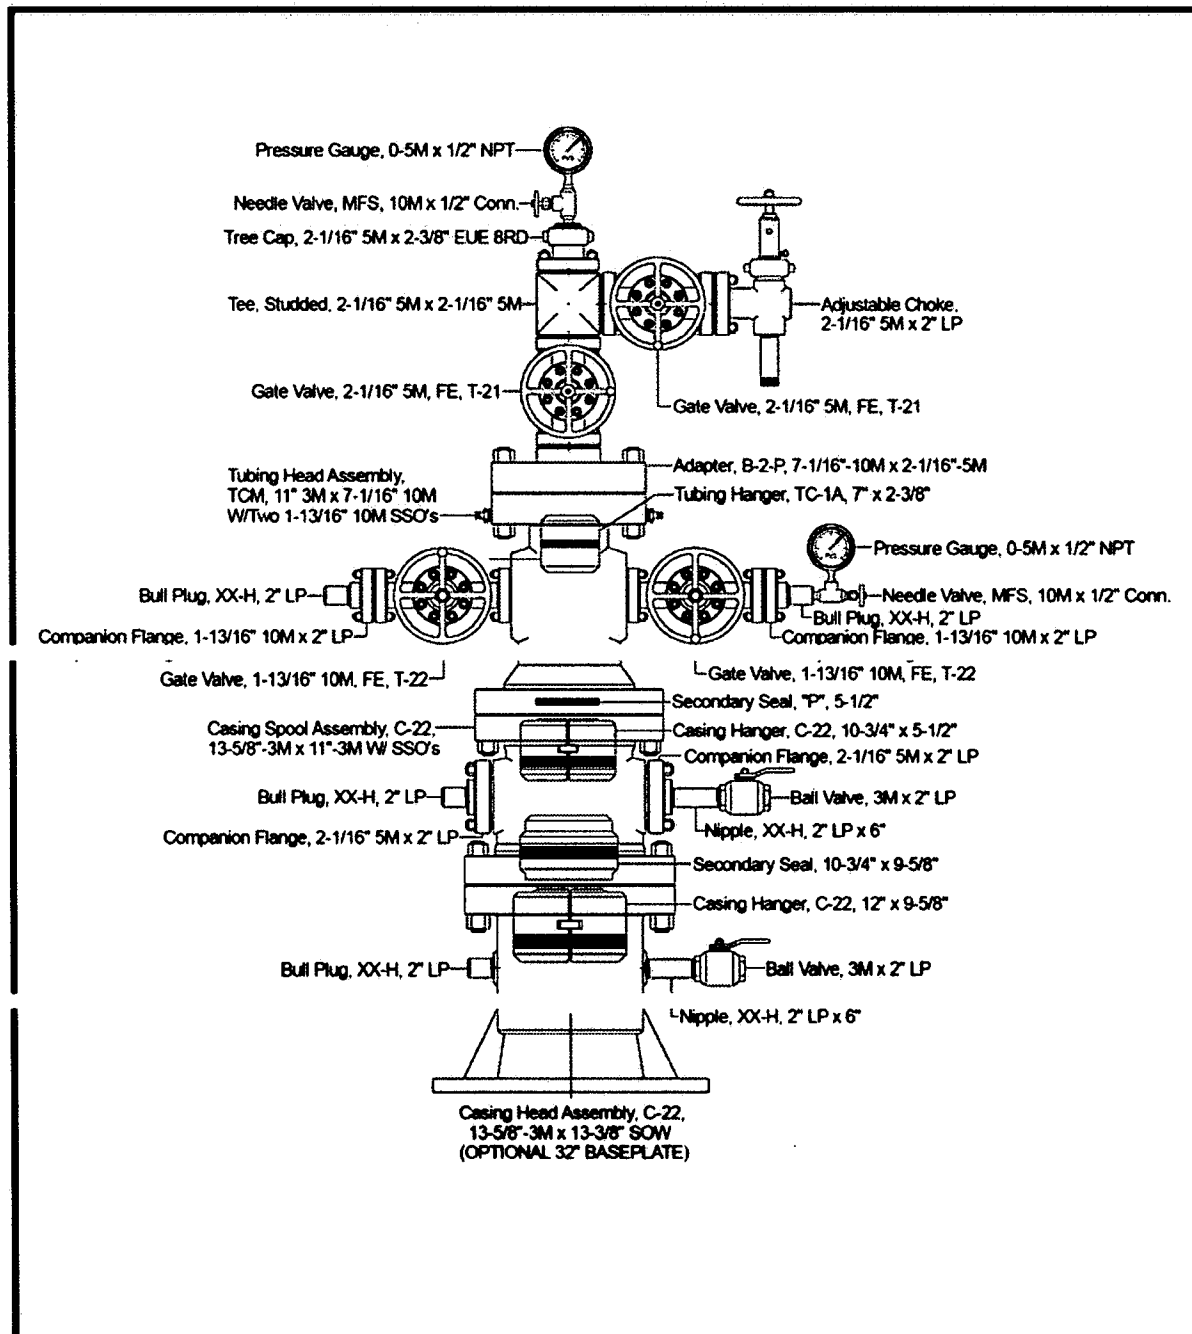 Pressure Gauge, 0-5M x 1/2" NPT
Needle Valve, MFS, 10M x 1/2" Conn.
Tree Cap, 2-1/16" 5M x 2-3/8" EUE 8RD
Tee, Studded, 2-1/16" 5M x 2-1/16" 5M
Adjustable Choke,
2-1/16" 5M x 2" LP
Gate Valve, 2-1/16" 5M, FE, T-21
Gate Valve, 2-1/16" 5M, FE, T-21
Adapter, B-2-P, 7-1/16"-10M x 2-1/16"-5M
Tubing Head Assembly,
TCM, 11" 3M x 7-1/16" 10M
W/Two 1-13/16" 10M SSO's
Tubing Hanger, TC-1A, 7" x 2-3/8"
Pressure Gauge, 0-5M x 1/2" NPT
Bull Plug, XX-H, 2" LP
Needle Valve, MFS, 10M x 1/2" Conn.
Bull Plug, XX-H, 2" LP
Companion Flange, 1-13/16" 10M x 2" LP
Companion Flange, 1-13/16" 10M x 2" LP
Gate Valve, 1-13/16" 10M, FE, T-22
Gate Valve, 1-13/16" 10M, FE, T-22
Secondary Seal, "P", 5-1/2"
Casing Spool Assembly, C-22,
13-5/8"-3M x 11"-3M W/ SSO's
Casing Hanger, C-22, 10-3/4" x 5-1/2"
Companion Flange, 2-1/16" 5M x 2" LP
Bull Plug, XX-H, 2" LP
Ball Valve, 3M x 2" LP
Nipple, XX-H, 2" LP x 6"
Companion Flange, 2-1/16" 5M x 2" LP
Secondary Seal, 10-3/4" x 9-5/8"
Casing Hanger, C-22, 12" x 9-5/8"
Bull Plug, XX-H, 2" LP
Ball Valve, 3M x 2" LP
Nipple, XX-H, 2" LP x 6"
Casing Head Assembly, C-22,
13-5/8"-3M x 13-3/8" SOW
(OPTIONAL 32" BASEPLATE)